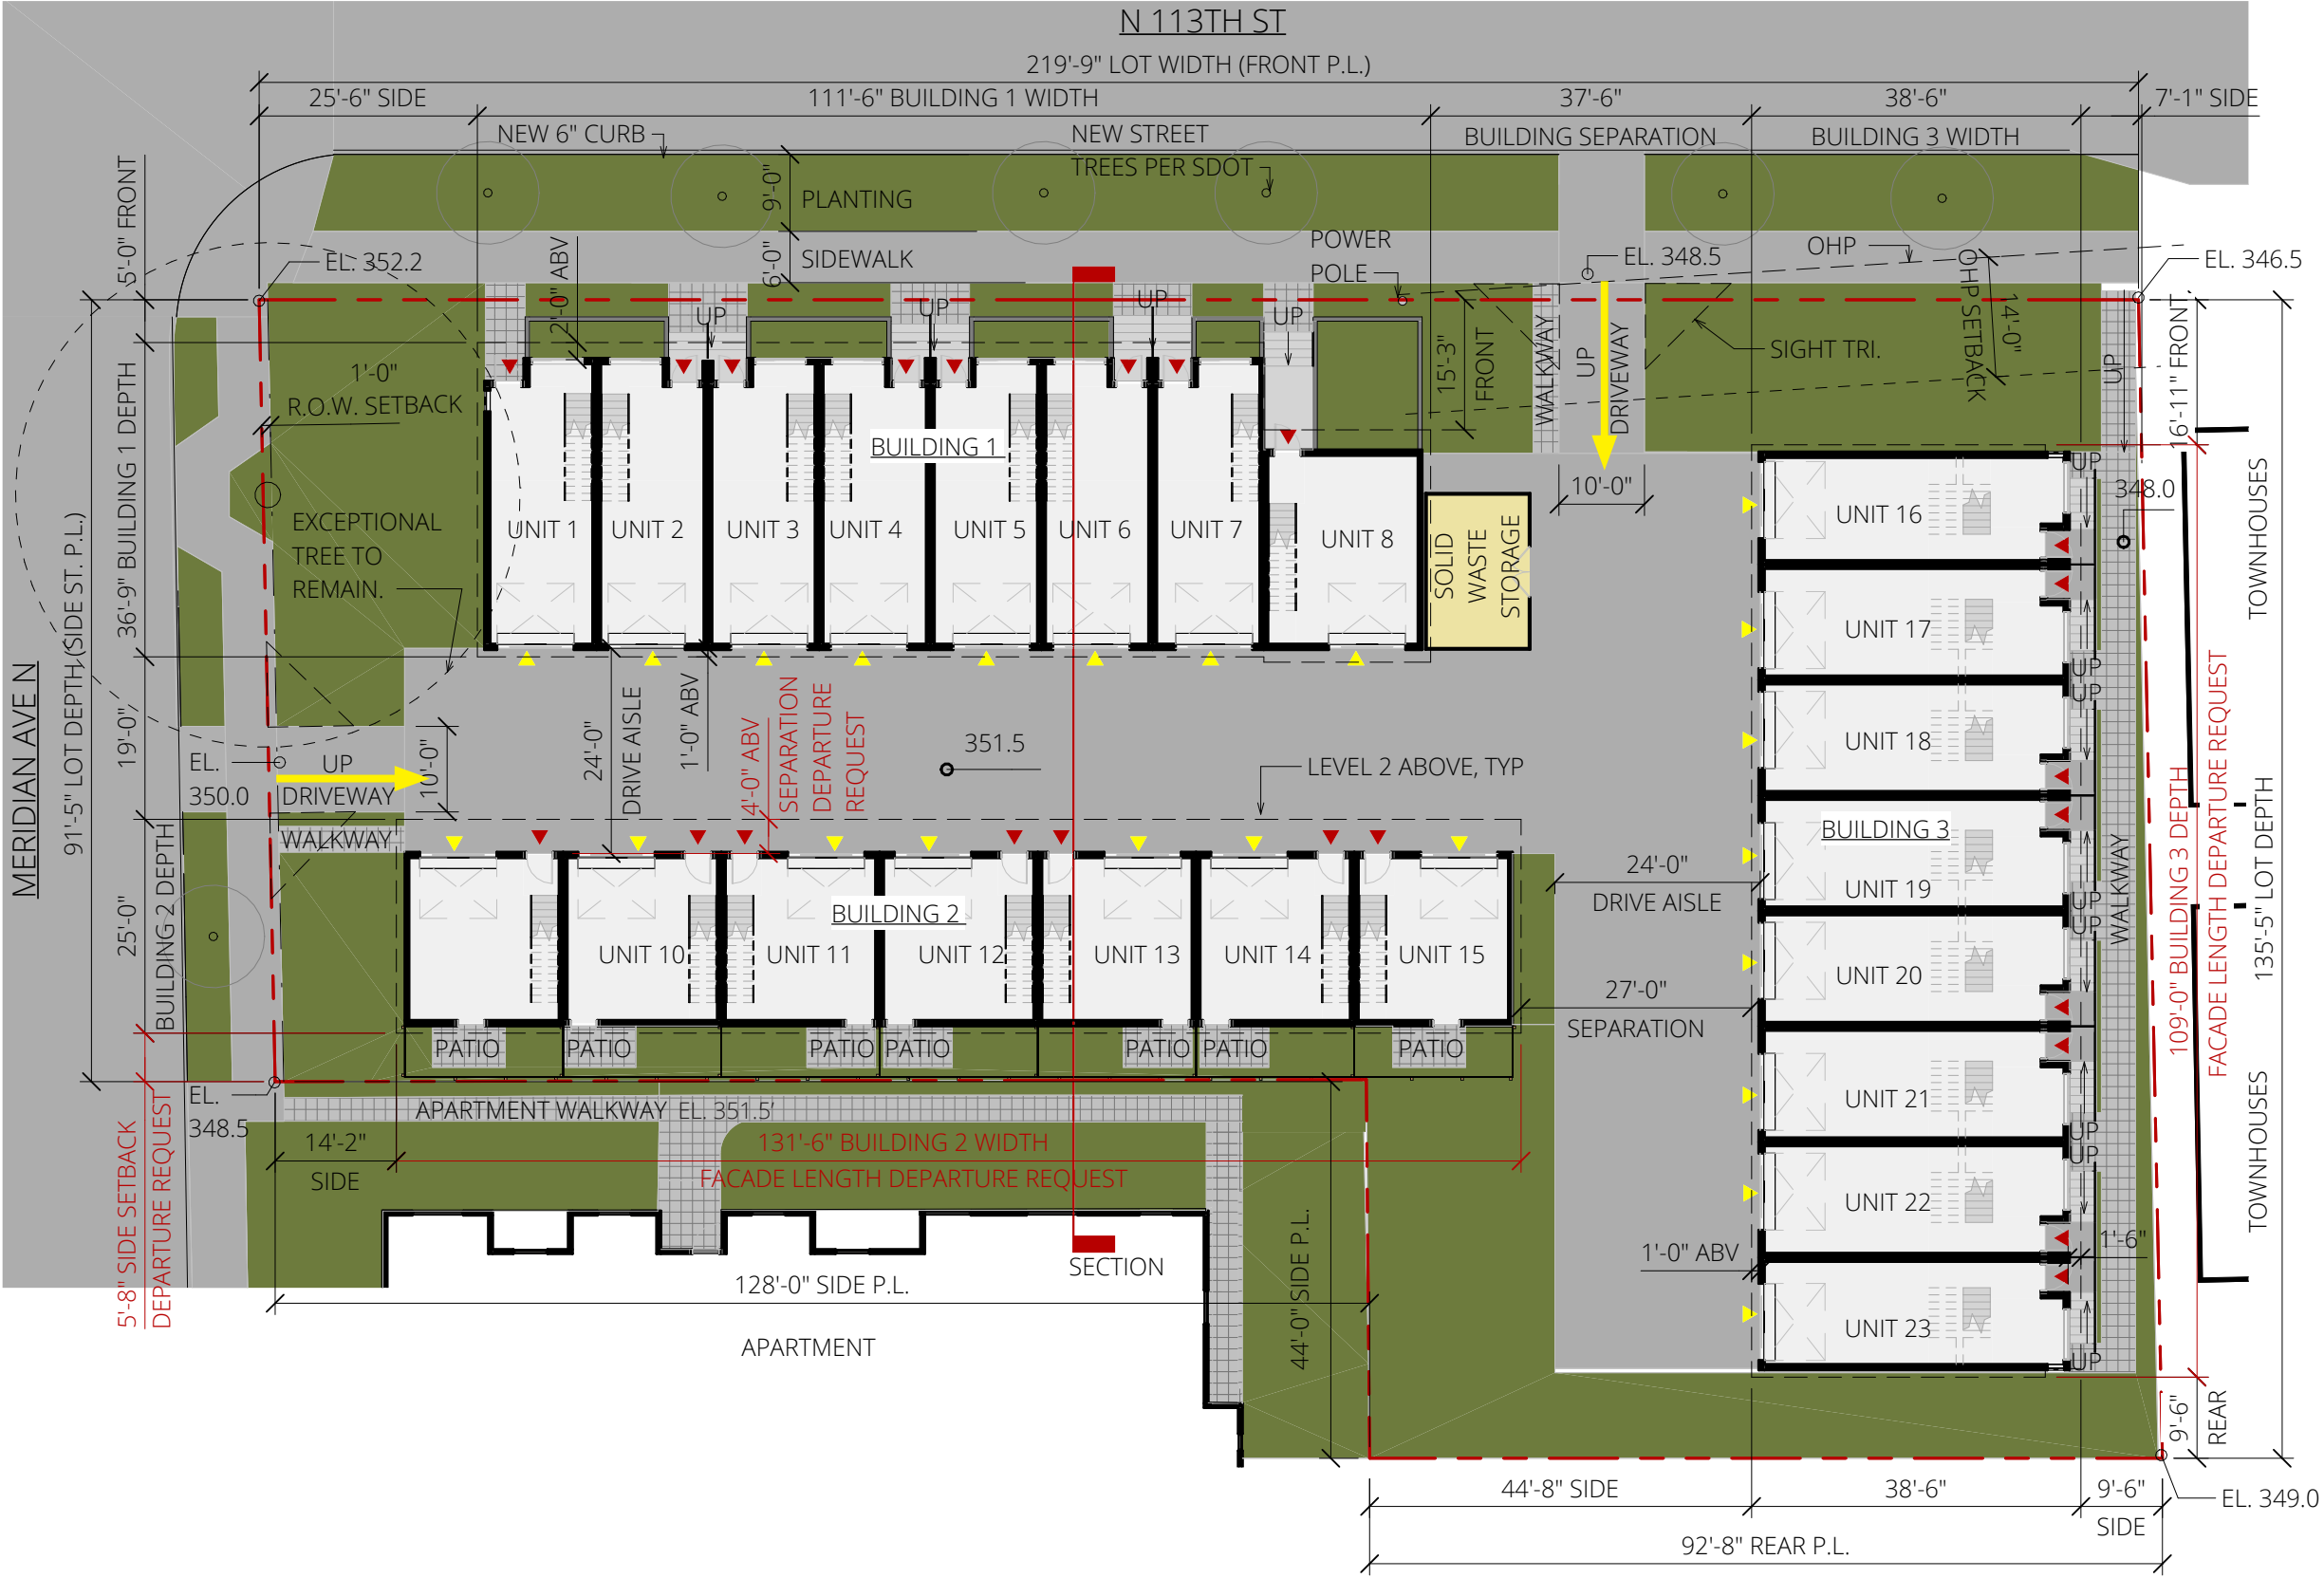 N 113TH ST
219'-9" LOT WIDTH (FRONT P.L.)
25'-6" SIDE
111'-6" BUILDING 1 WIDTH
37'-6"
38'-6"
7'-1" SIDE
NEW 6" CURB
NEW STREET
TREES PER SDOT
BUILDING SEPARATION
BUILDING 3 WIDTH
5'-0" FRONT
9'-0"
PLANTING
6'-0"
SIDEWALK
2'-0" ABV
POWER
POLE
EL. 352.2
EL. 348.5
OHP
EL. 346.5
OHP SETBACK
14'-0"
16'-11" FRONT
UP
UP
UP
UP
UP
UP
15'-3"
FRONT
WALKWAY
DRIVEWAY
SIGHT TRI.
1'-0"
R.O.W. SETBACK
36'-9" BUILDING 1 DEPTH
91'-5" LOT DEPTH (SIDE ST. P.L.)
MERIDIAN AVE N
BUILDING 1
EXCEPTIONAL
TREE TO
REMAIN.
UNIT 1
UNIT 2
UNIT 3
UNIT 4
UNIT 5
UNIT 6
UNIT 7
UNIT 8
SOLID
WASTE
STORAGE
10'-0"
UP
348.0
UNIT 16
TOWNHOUSES
UNIT 17
UP
UP
UNIT 18
19'-0"
24'-0"
DRIVE AISLE
1'-0" ABV
4'-0" ABV
SEPARATION
DEPARTURE
REQUEST
351.5
LEVEL 2 ABOVE, TYP
EL.
350.0
UP
DRIVEWAY
10'-0"
WALKWAY
BUILDING 2 DEPTH
25'-0"
BUILDING 2
UNIT 10
UNIT 11
UNIT 12
UNIT 13
UNIT 14
UNIT 15
24'-0"
DRIVE AISLE
27'-0"
SEPARATION
BUILDING 3
UNIT 19
UP
UP
UNIT 20
WALKWAY
109'-0" BUILDING 3 DEPTH
FACADE LENGTH DEPARTURE REQUEST
135'-5" LOT DEPTH
PATIO
PATIO
PATIO
PATIO
PATIO
PATIO
PATIO
EL.
348.5
APARTMENT WALKWAY
EL. 351.5'
131'-6" BUILDING 2 WIDTH
FACADE LENGTH DEPARTURE REQUEST
14'-2"
SIDE
5'-8" SIDE SETBACK
DEPARTURE REQUEST
UNIT 21
UP
UP
UNIT 22
TOWNHOUSES
1'-0" ABV
1'-6"
UNIT 23
UP
SECTION
128'-0" SIDE P.L.
44'-0" SIDE P.L.
APARTMENT
9'-6"
REAR
44'-8" SIDE
38'-6"
9'-6"
SIDE
EL. 349.0
92'-8" REAR P.L.